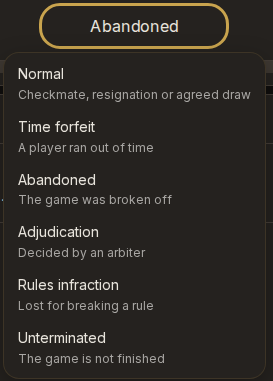 Abandoned
Normal
Checkmate, resignation or agreed draw
Time forfeit
A player ran out of time
Abandoned
The game was broken off
Adjudication
Decided by an arbiter
Rules infraction
Lost for breaking a rule
Unterminated
The game is not finished